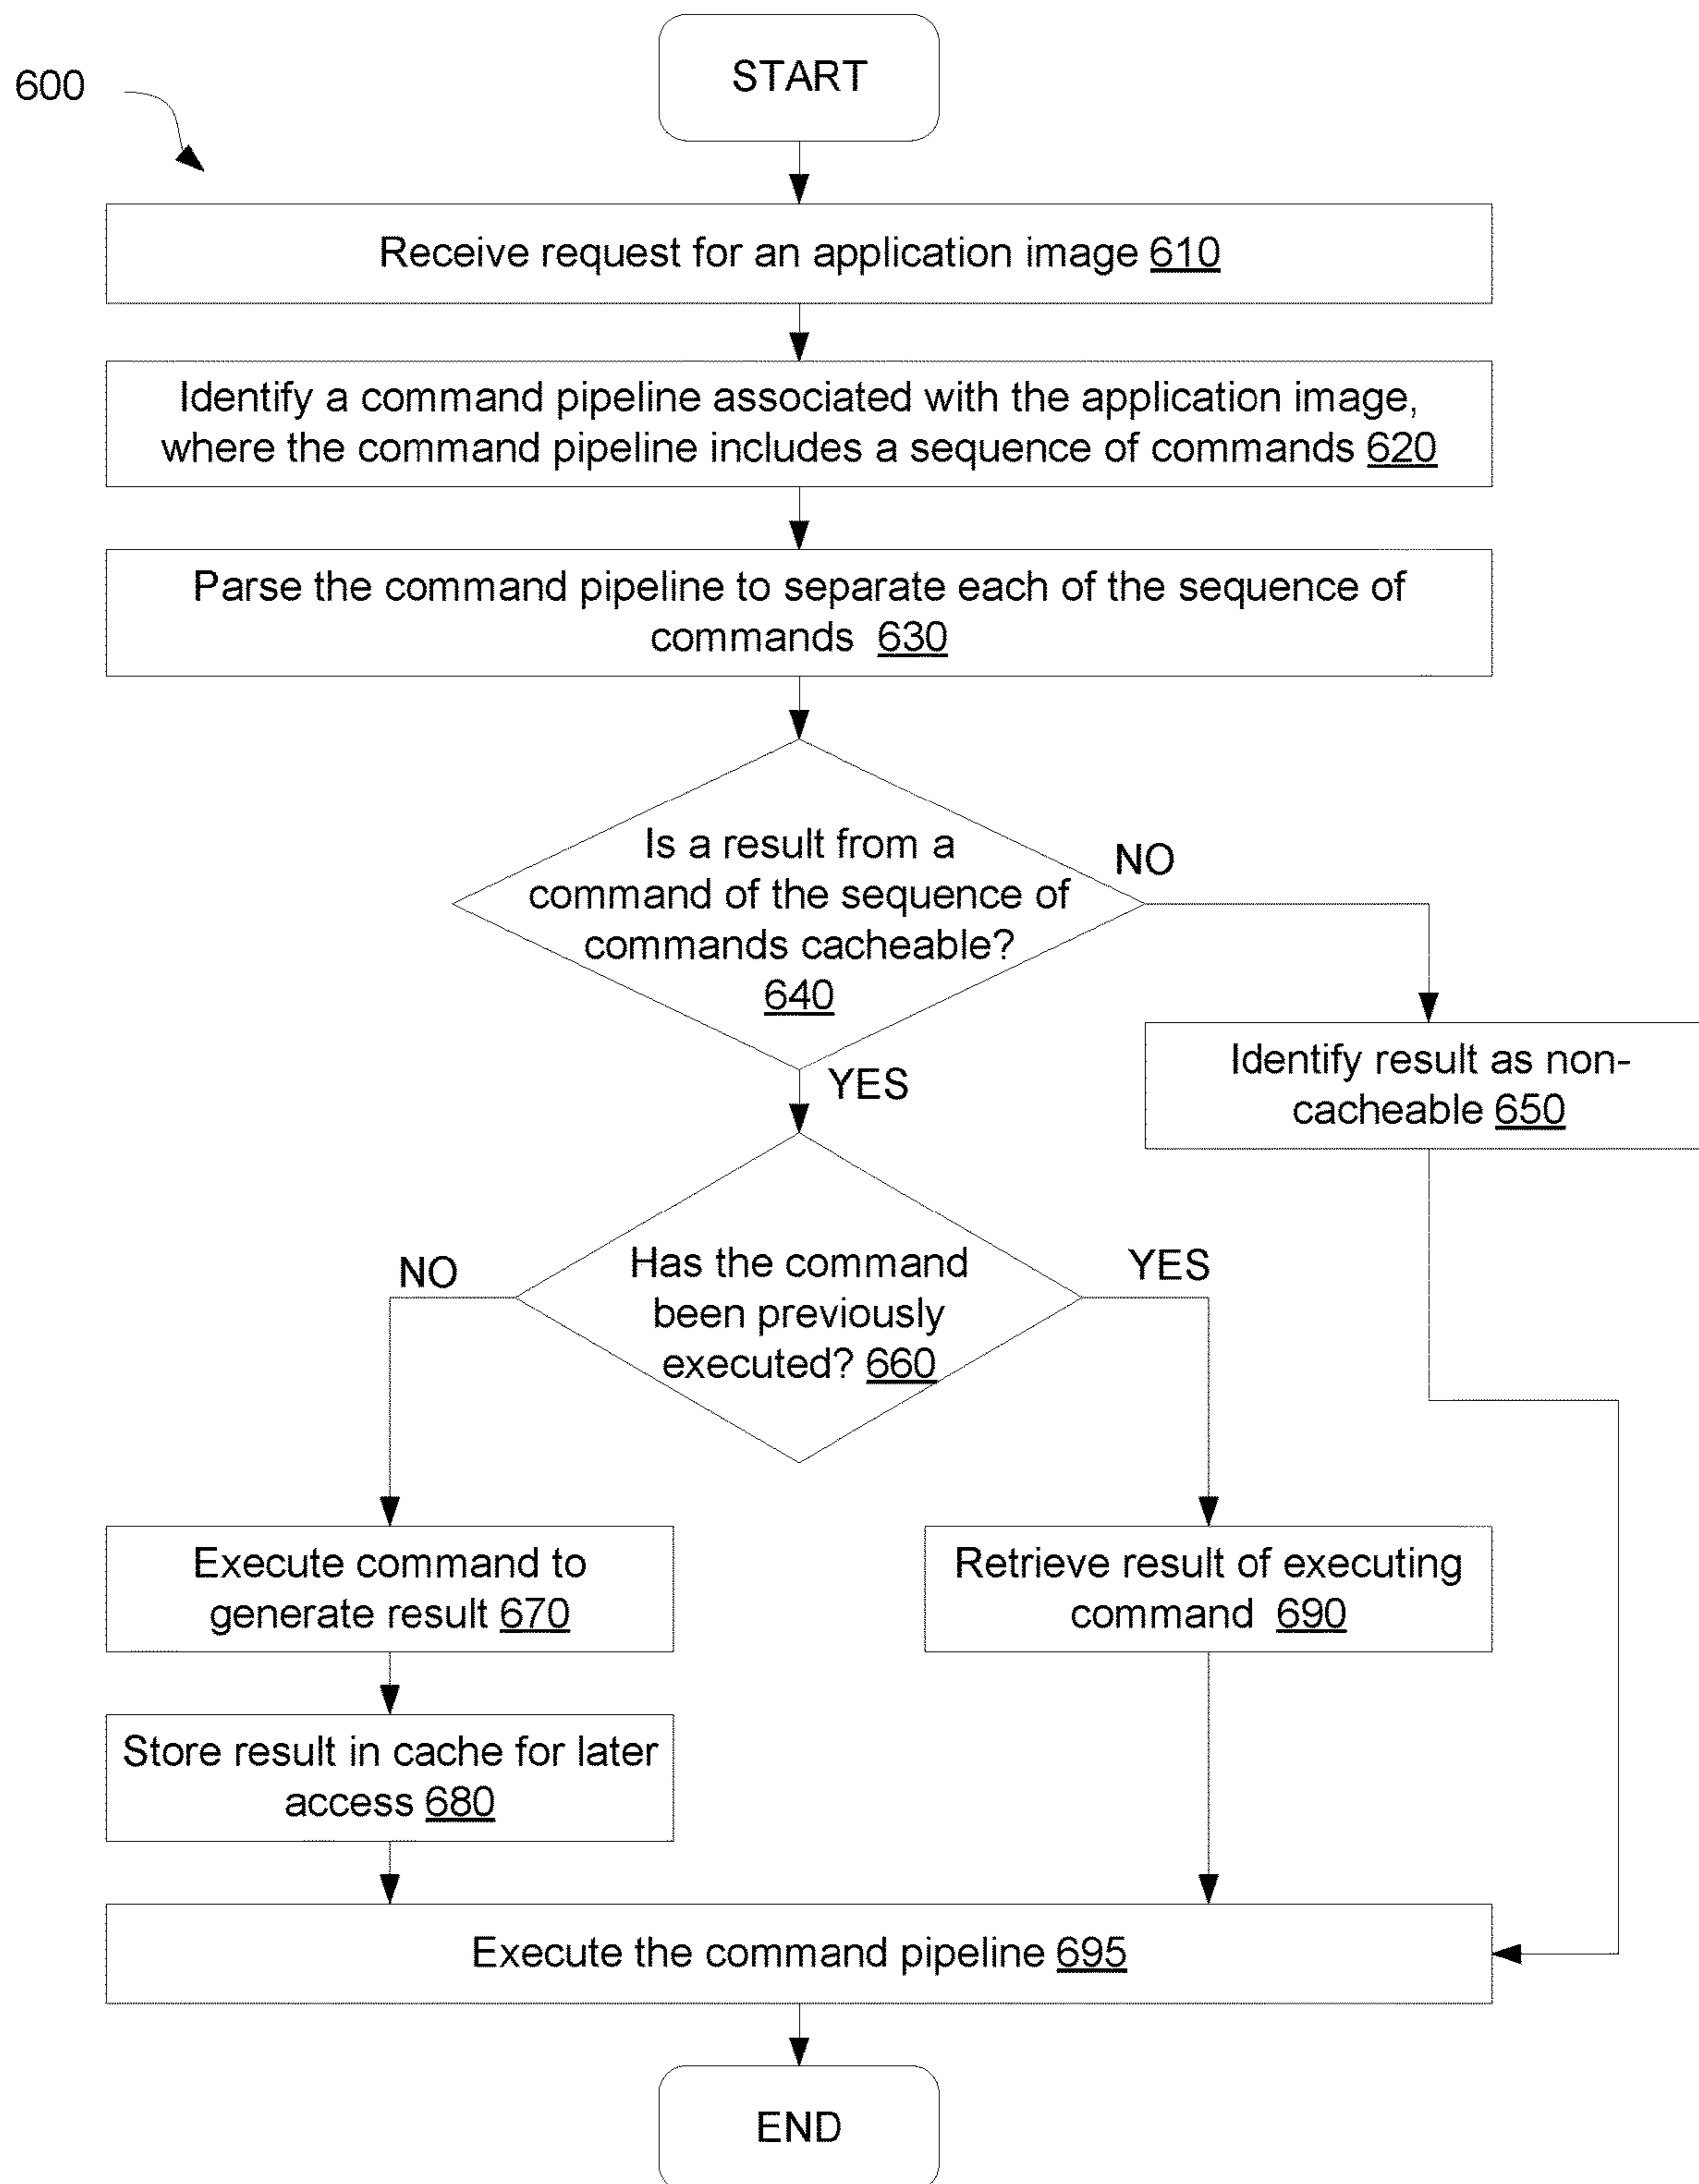 600
START
Receive request for an application image 610
Identify a command pipeline associated with the application image,
where the command pipeline includes a sequence of commands 620
Parse the command pipeline to separate each of the sequence of
commands 630
Is a result from a
command of the sequence of
commands cacheable?
640
NO
YES
Identify result as non-
cacheable 650
Has the command
been previously
executed? 660
NO
YES
Execute command to
generate result 670
Retrieve result of executing
command 690
Store result in cache for later
access 680
Execute the command pipeline 695
END